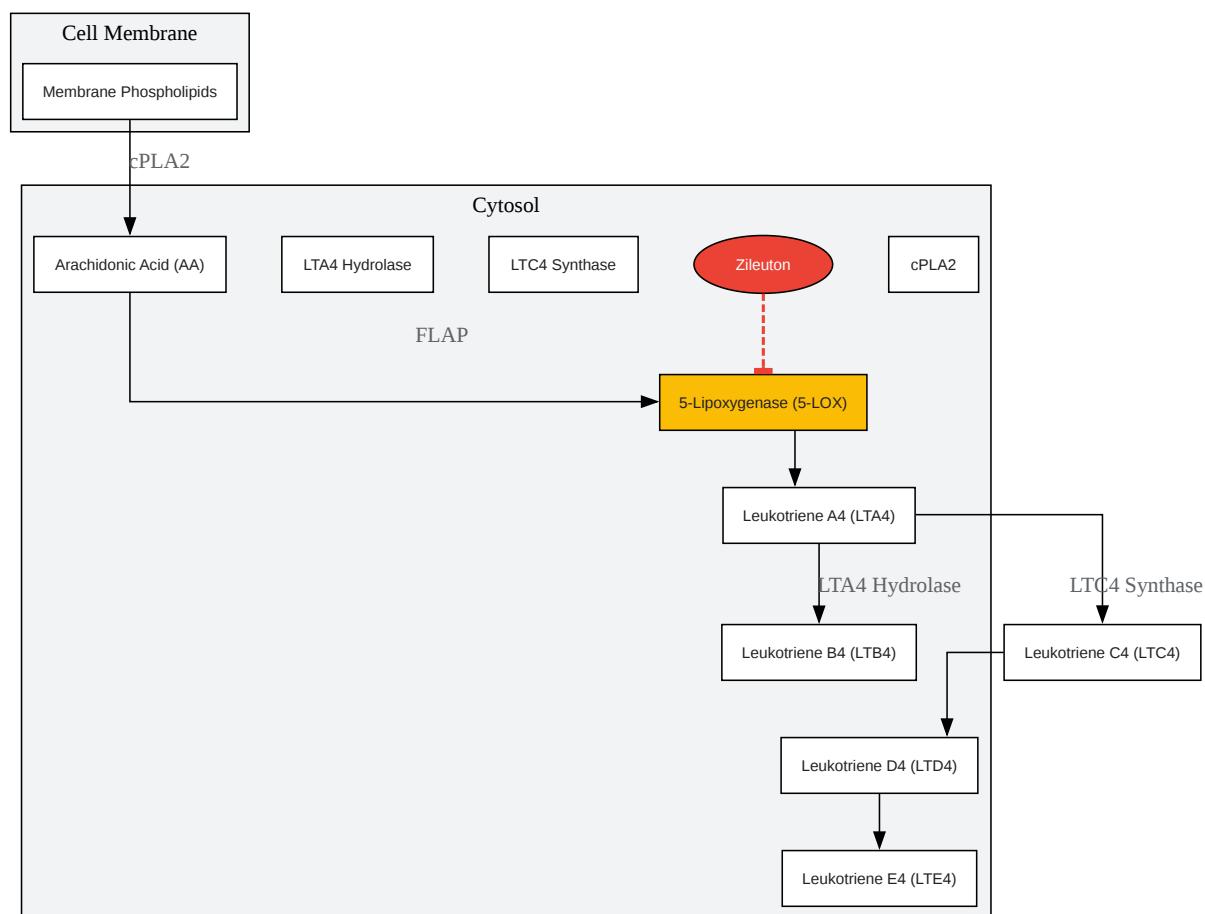 Cell Membrane
Membrane Phospholipids
cPLA2
Cytosol
Arachidonic Acid (AA)
LTA4 Hydrolase
LTC4 Synthase
Zileuton
cPLA2
FLAP
5-Lipoxygenase (5-LOX)
Leukotriene A4 (LTA4)
LTA4 Hydrolase
LTC4 Synthase
Leukotriene B4 (LTB4)
Leukotriene C4 (LTC4)
Leukotriene D4 (LTD4)
Leukotriene E4 (LTE4)